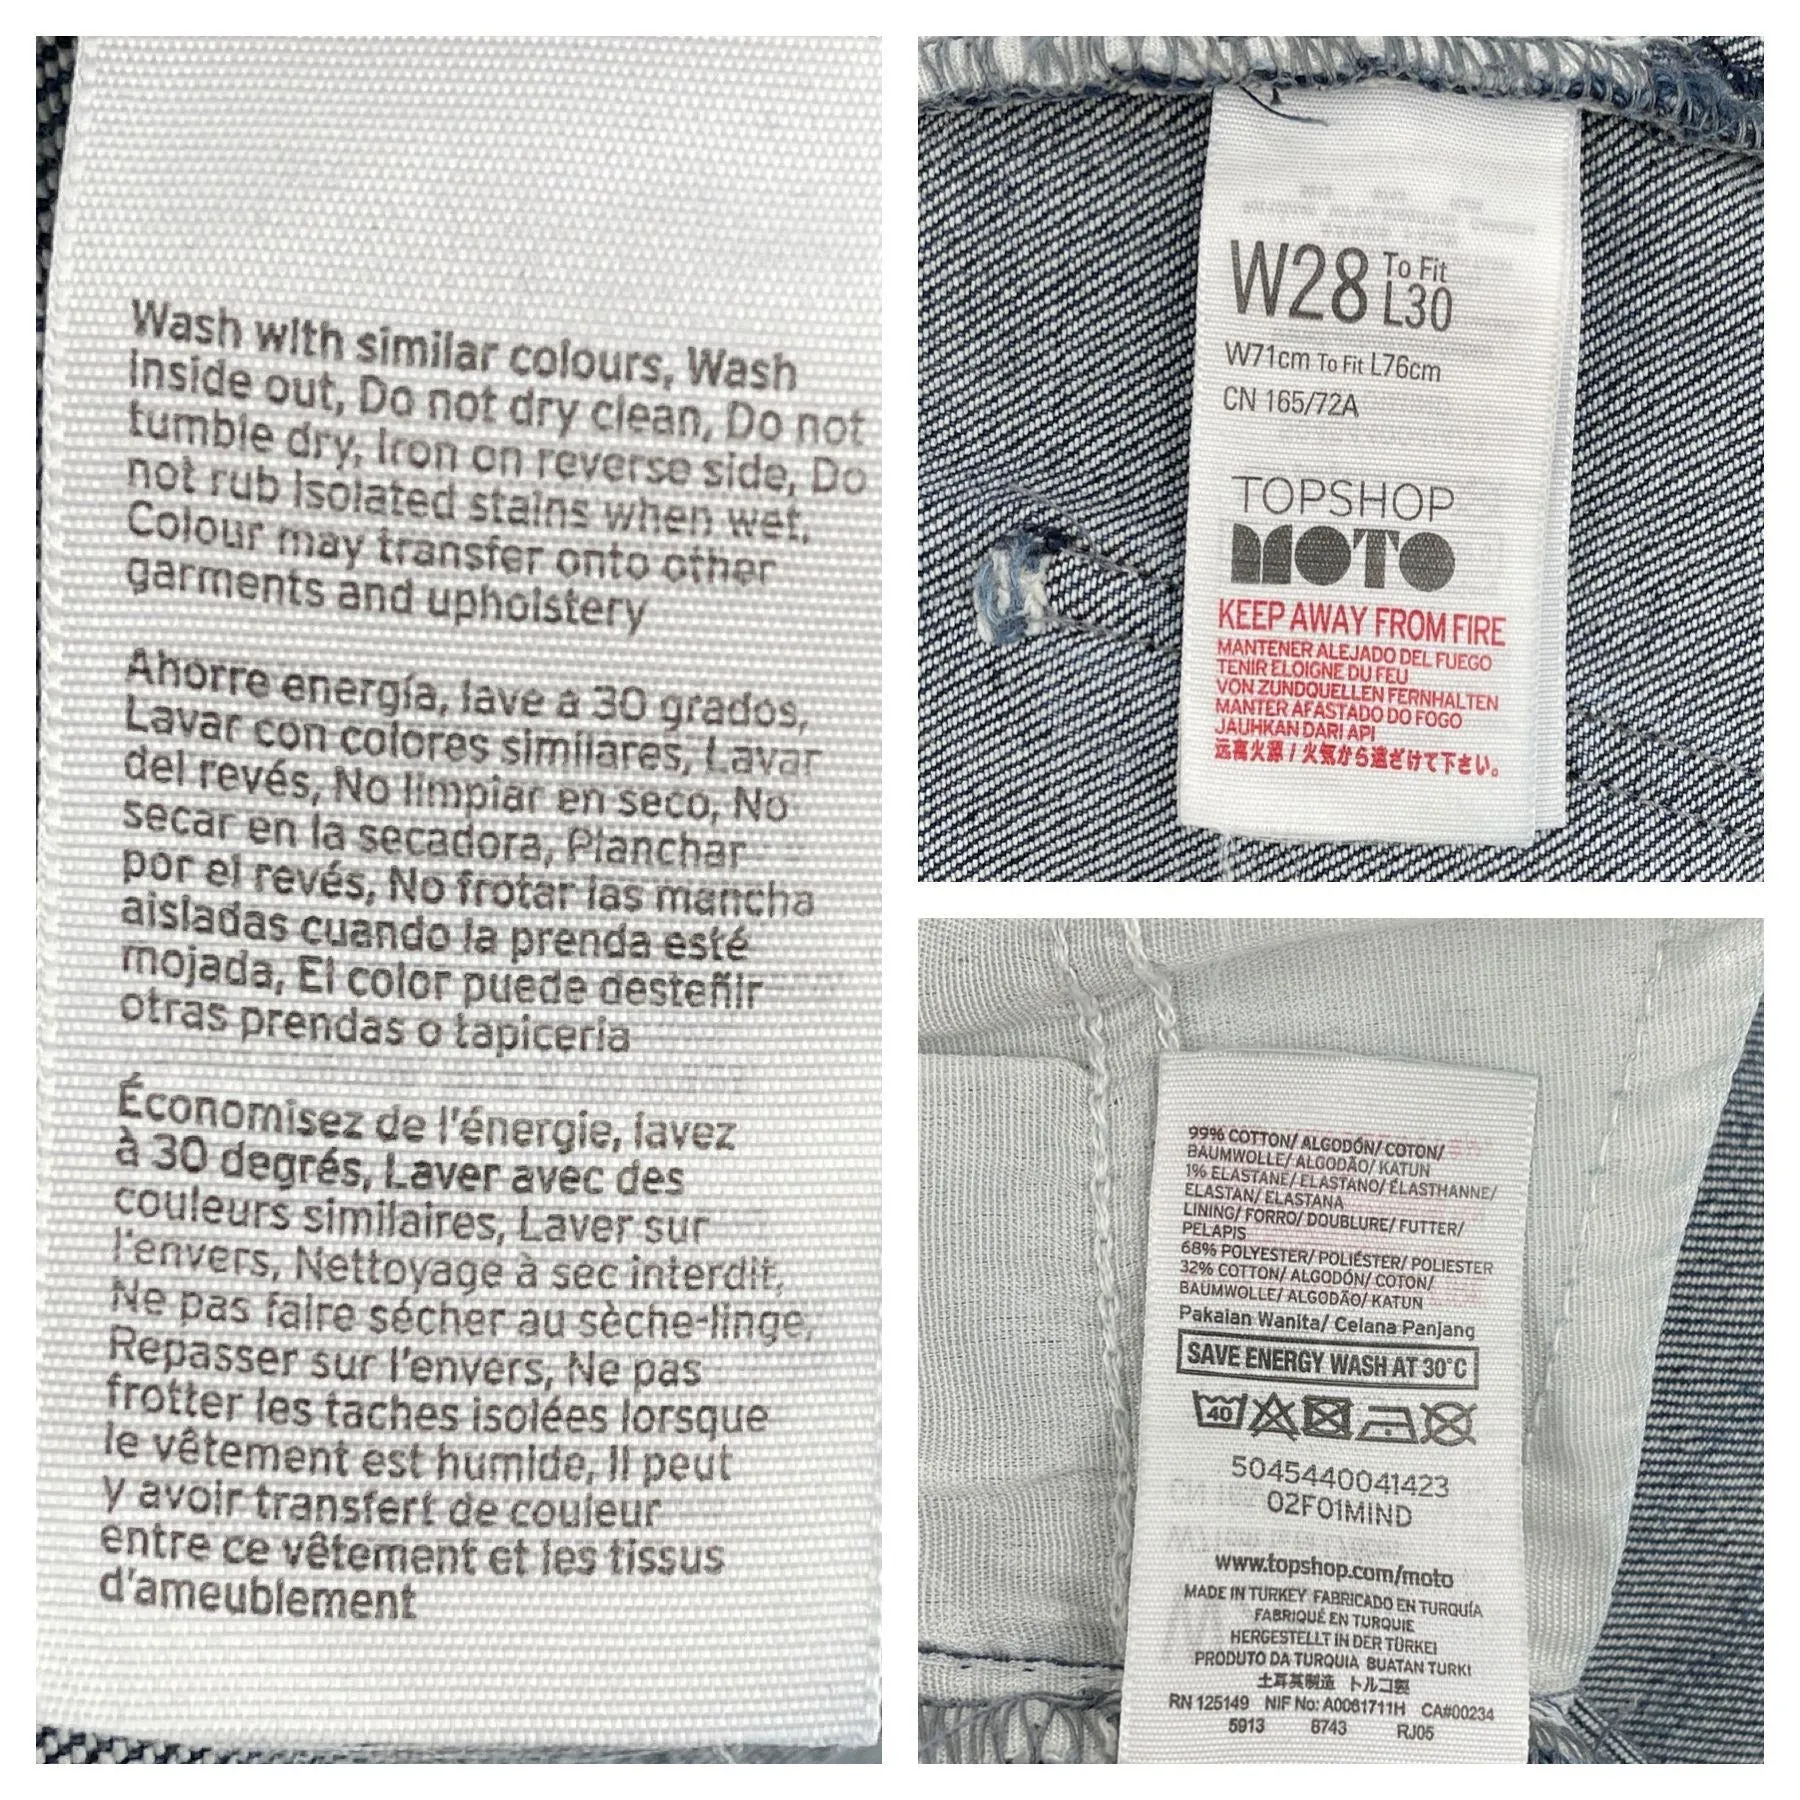 Wash with similar colours, Wash
inside out, Do not dry clean, Do not
tumble dry, Iron on reverse side, Do
not rub isolated stains when wet,
Colour may transfer onto other
garments and upholstery
Ahorre energía, lave a 30 grados,
Lavar con colores similares, Lavar
del revés, No limpiar en seco, No
secar en la secadora, Planchar
por el revés, No frotar las mancha
aisladas cuando la prenda esté
mojada, El color puede desteñir
otras prendas o tapiceria
Économisez de l'énergie, lavez
à 30 degrés, Laver avec des
couleurs similaires, Laver sur
l'envers, Nettoyage à sec interdit,
Ne pas faire sécher au sèche-linge,
Repasser sur l'envers, Ne pas
frotter les taches isolées lorsque
le vêtement est humide, Il peut
y avoir transfert de couleur
entre ce vêtement et les tissus
d'ameublement
W28 To Fit L30
W71cm To Fit L76cm
CN 165/72A
TOPSHOP
MOTO
KEEP AWAY FROM FIRE
MANTENER ALEJADO DEL FUEGO
TENIR ELOIGNE DU FEU
VON ZUNDQUELLEN FERNHALTEN
MANTER AFASTADO DO FOGO
JAUHKAN DARI API
远离火源 / 火気から遠ざけて下さい。
99% COTTON/ ALGODÓN/ COTON/
BAUMWOLLE/ ALGODÃO/ KATUN
1% ELASTANE/ ELASTANO/ ÉLASTHANNE/
ELASTAN/ ELASTANA
LINING/ FORRO/ DOUBLURE/ FUTTER/
PELAPIS
68% POLYESTER/ POLIÉSTER/ POLIESTER
32% COTTON/ ALGODÓN/ COTON/
BAUMWOLLE/ ALGODÃO/ KATUN
Pakaian Wanita/ Celana Panjang
SAVE ENERGY WASH AT 30°C
40
5045440041423
02F01MIND
www.topshop.com/moto
MADE IN TURKEY FABRICADO EN TURQUÍA
FABRIQUÉ EN TURQUIE
HERGESTELLT IN DER TÜRKEI
PRODUTO DA TURQUIA BUATAN TURKI
土耳其制造 トルコ製
RN 125149 NIF No: A0061711H CA#00234
5913 8743 RJ05